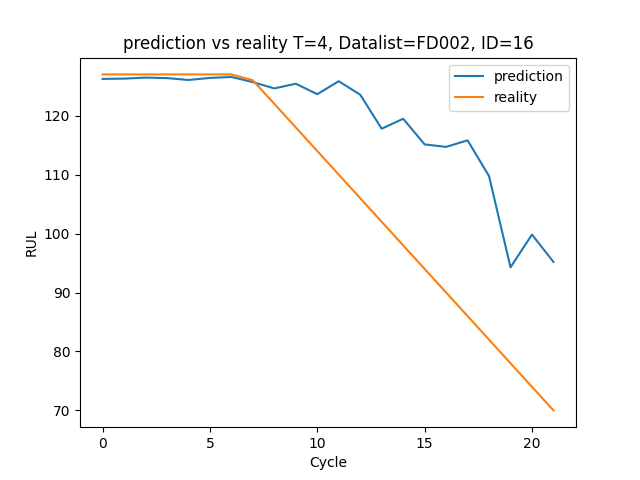 prediction vs reality T=4, Datalist=FD002, ID=16
prediction
reality
RUL
120
110
100
90
80
70
0 5 10 15 20
Cycle